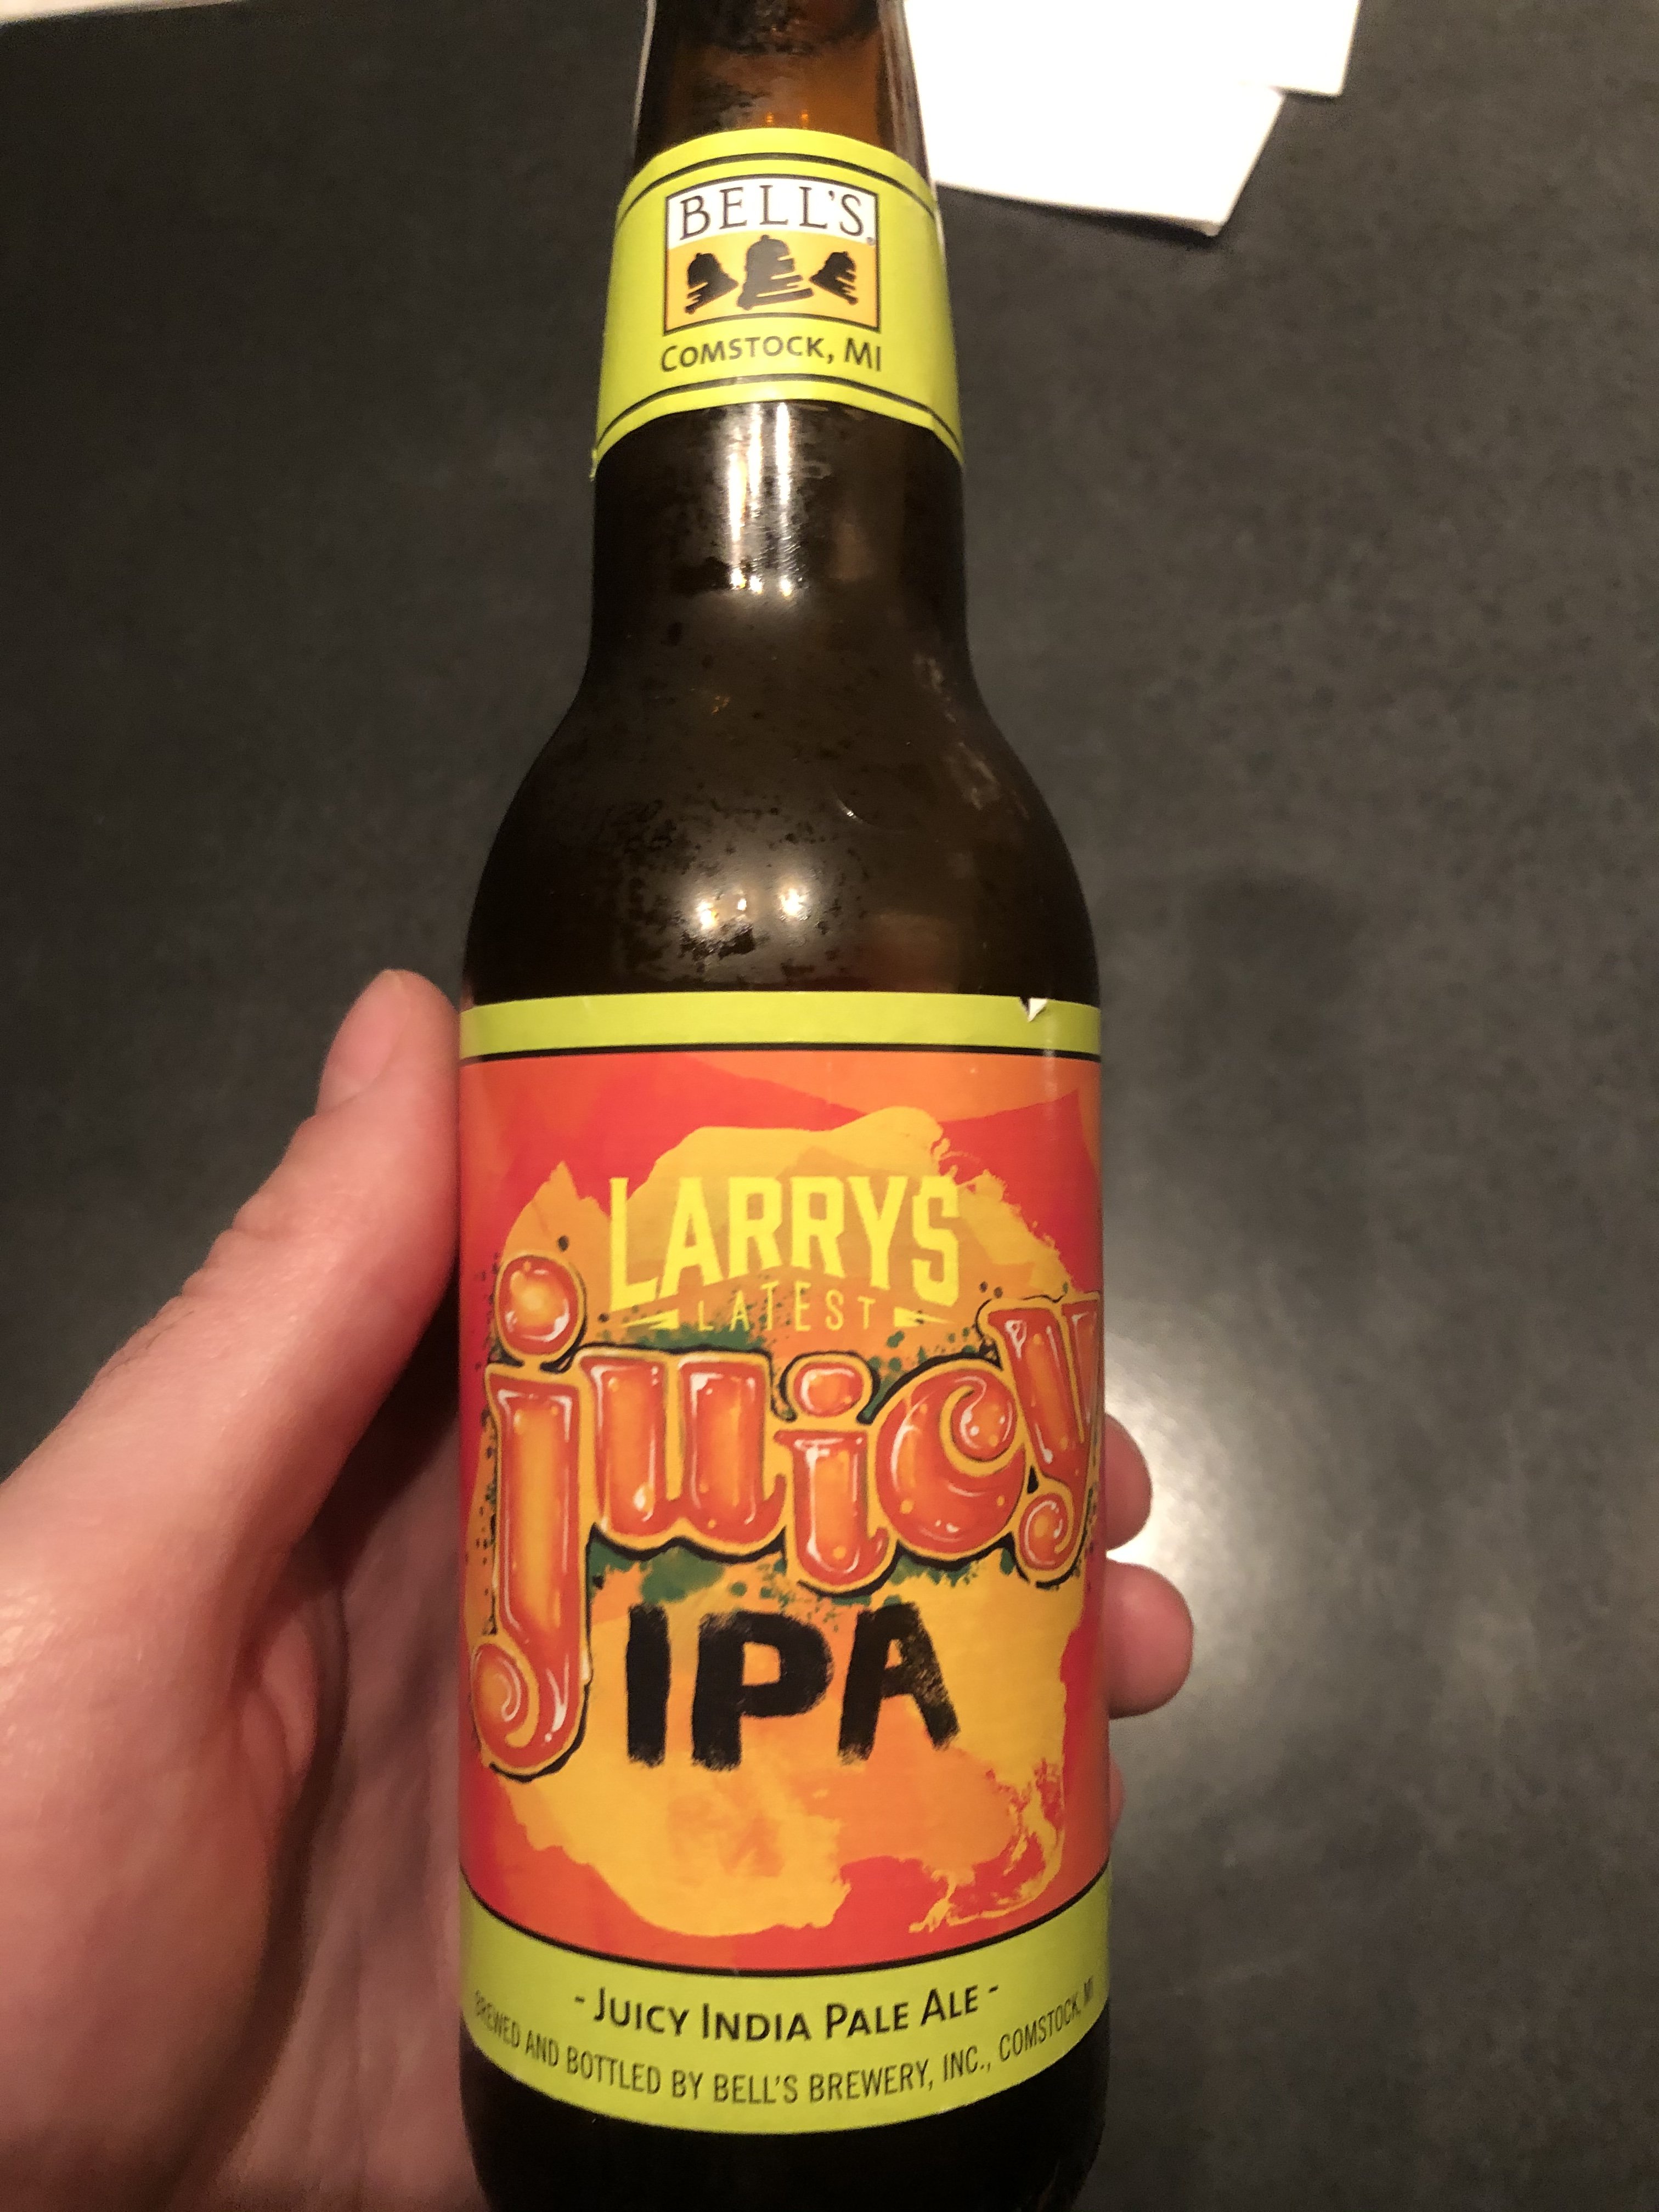 BELL'S®
COMSTOCK, MI
LARRYS
LATEST
juicy
IPA
- JUICY INDIA PALE ALE -
BREWED AND BOTTLED BY BELL'S BREWERY, INC., COMSTOCK, MI